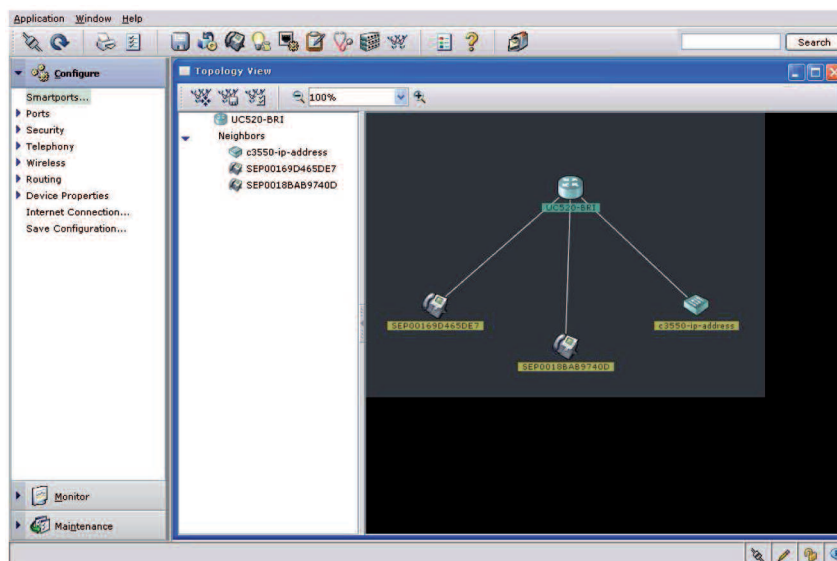 Application Window Help
Search
Configure
Smartports...
Ports
Security
Telephony
Wireless
Routing
Device Properties
Internet Connection...
Save Configuration...
Monitor
Maintenance
Topology View
100%
UC520-BRI
Neighbors
c3550-ip-address
SEP00169D465DE7
SEP0018BAB9740D
UC520-BRI
SEP00169D465DE7
c3550-ip-address
SEP0018BAB9740D